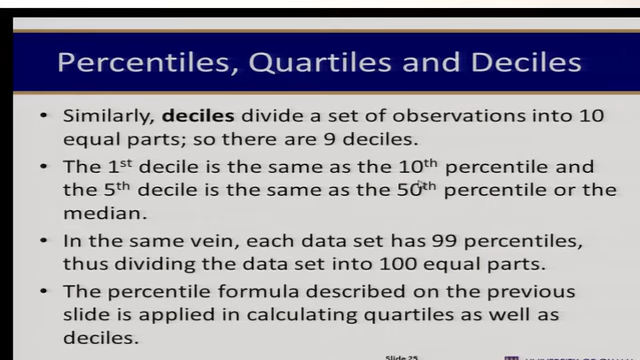 Percentiles, Quartiles and Deciles
• Similarly, deciles divide a set of observations into 10
equal parts; so there are 9 deciles.
• The 1st decile is the same as the 10th percentile and
the 5th decile is the same as the 50th percentile or the
median.
• In the same vein, each data set has 99 percentiles,
thus dividing the data set into 100 equal parts.
• The percentile formula described on the previous
slide is applied in calculating quartiles as well as
deciles.
Slide 25